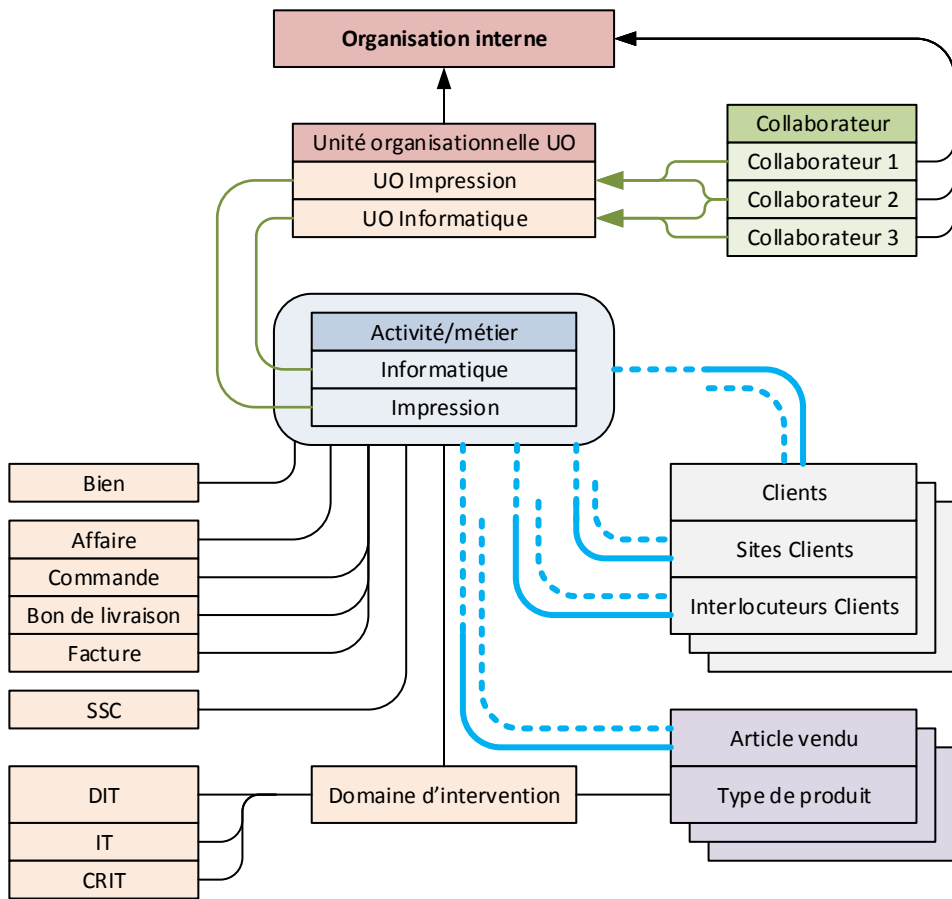 Organisation interne
Unité organisationnelle UO
UO Impression
UO Informatique
Collaborateur
Collaborateur 1
Collaborateur 2
Collaborateur 3
Activité/métier
Informatique
Impression
Bien
Affaire
Commande
Bon de livraison
Facture
SSC
DIT
IT
CRIT
Domaine d’intervention
Clients
Sites Clients
Interlocuteurs Clients
Article vendu
Type de produit